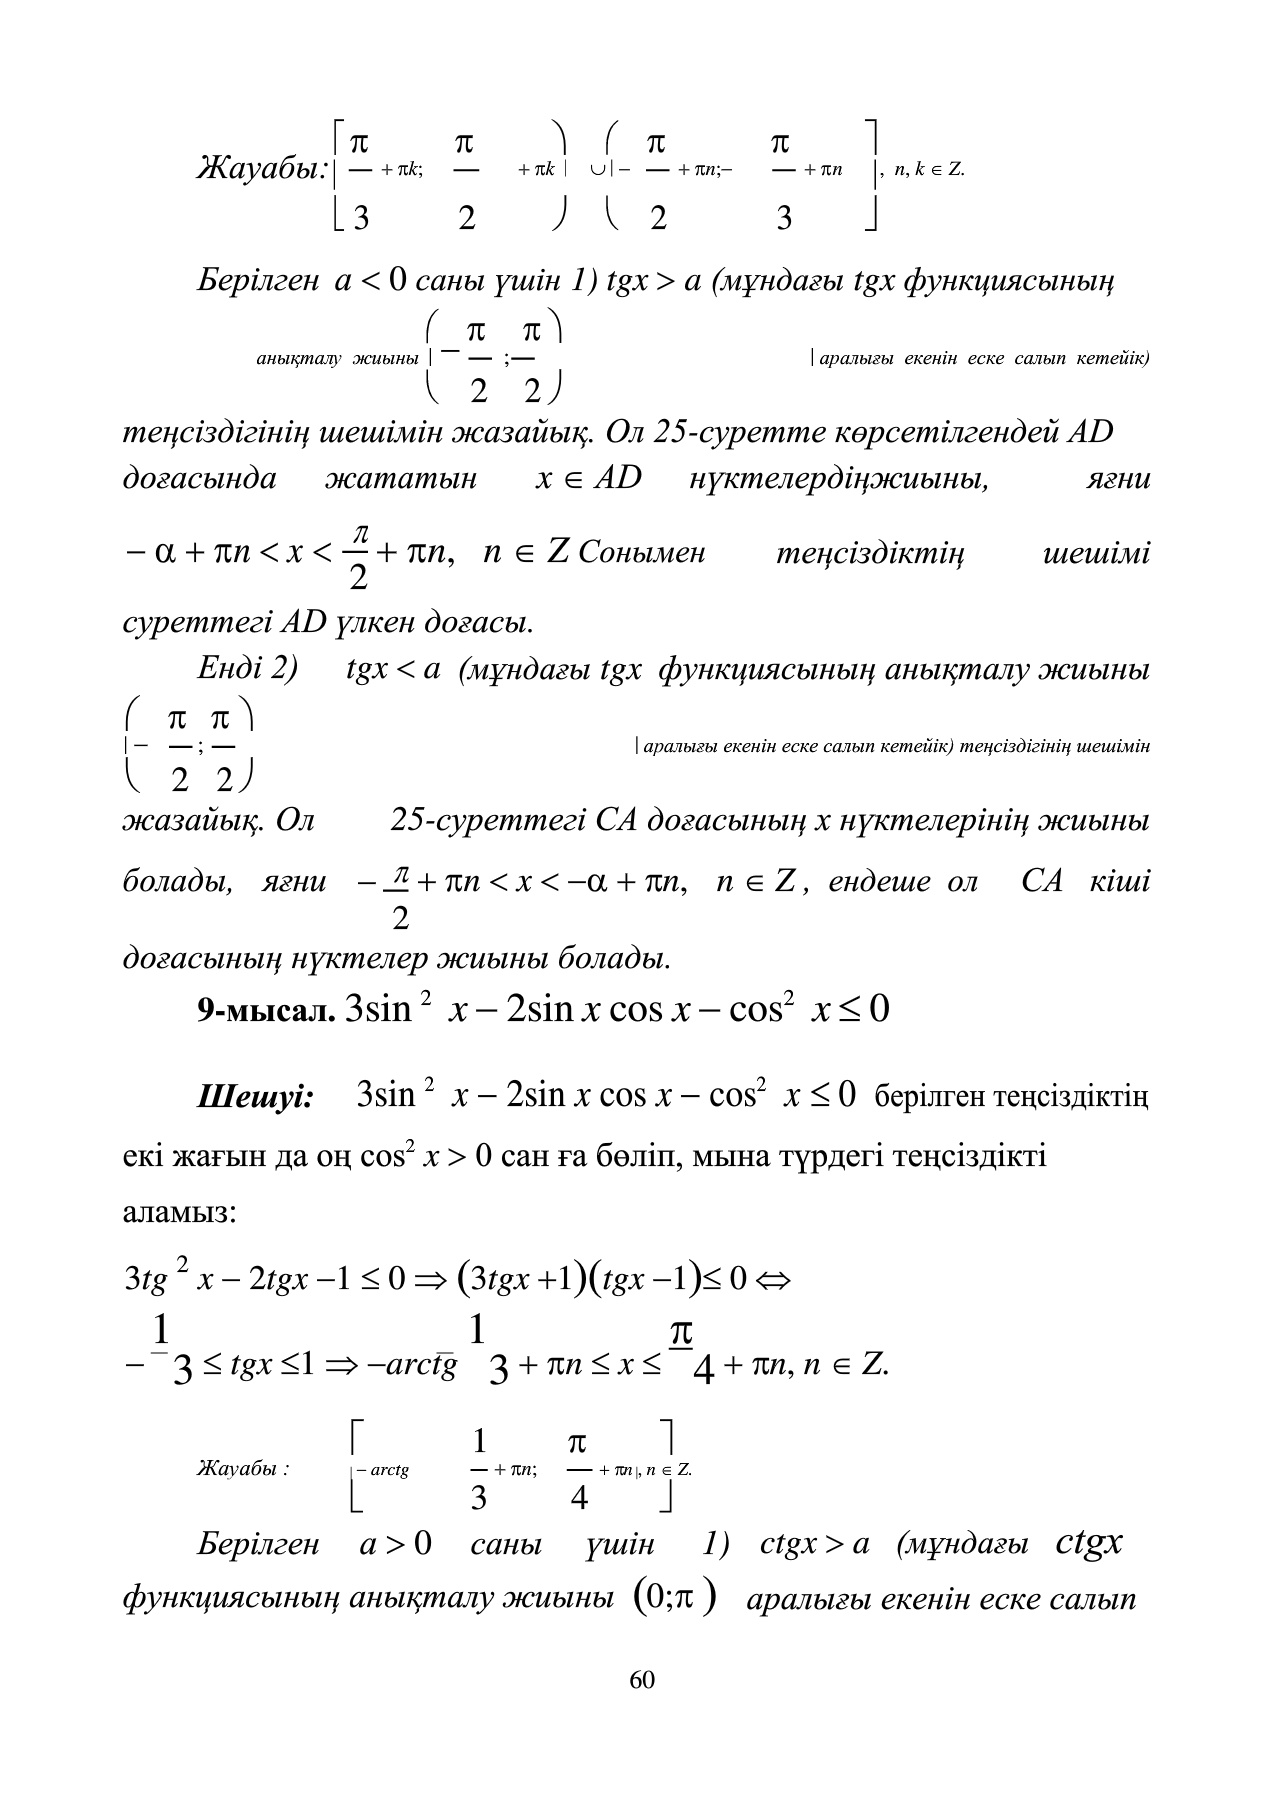 Жауабы: [π/3 + πk; π/2 + πk) ∪ (− π/2 + πn; − π/3 + πn], n, k ∈ Z.
Берілген a < 0 саны үшін 1) tgx > a (мұндағы tgx функциясының
анықталу жиыны (− π/2 ; π/2) аралығы екенін еске салып кетейік)
теңсіздігінің шешімін жазайық. Ол 25-суретте көрсетілгендей AD
доғасында жататын x ∈ AD нүктелердіңжиыны, яғни
− α + πn < x < π/2 + πn, n ∈ Z Сонымен теңсіздіктің шешімі
суреттегі AD үлкен доғасы.
Енді 2) tgx < a (мұндағы tgx функциясының анықталу жиыны
(− π/2 ; π/2) аралығы екенін еске салып кетейік) теңсіздігінің шешімін
жазайық. Ол 25-суреттегі CA доғасының x нүктелерінің жиыны
болады, яғни − π/2 + πn < x < −α + πn, n ∈ Z , ендеше ол CA кіші
доғасының нүктелер жиыны болады.
9-мысал. 3sin² x − 2sin x cos x − cos² x ≤ 0
Шешуі: 3sin² x − 2sin x cos x − cos² x ≤ 0 берілген теңсіздіктің
екі жағын да оң cos² x > 0 сан ға бөліп, мына түрдегі теңсіздікті
аламыз:
3tg² x − 2tgx −1 ≤ 0 ⇒ (3tgx +1)(tgx −1)≤ 0 ⇔
− 1/3 ≤ tgx ≤1 ⇒ −arctg 1/3 + πn ≤ x ≤ π/4 + πn, n ∈ Z.
Жауабы : [− arctg 1/3 + πn; π/4 + πn], n ∈ Z.
Берілген a > 0 саны үшін 1) ctgx > a (мұндағы ctgx
функциясының анықталу жиыны (0;π ) аралығы екенін еске салып
60